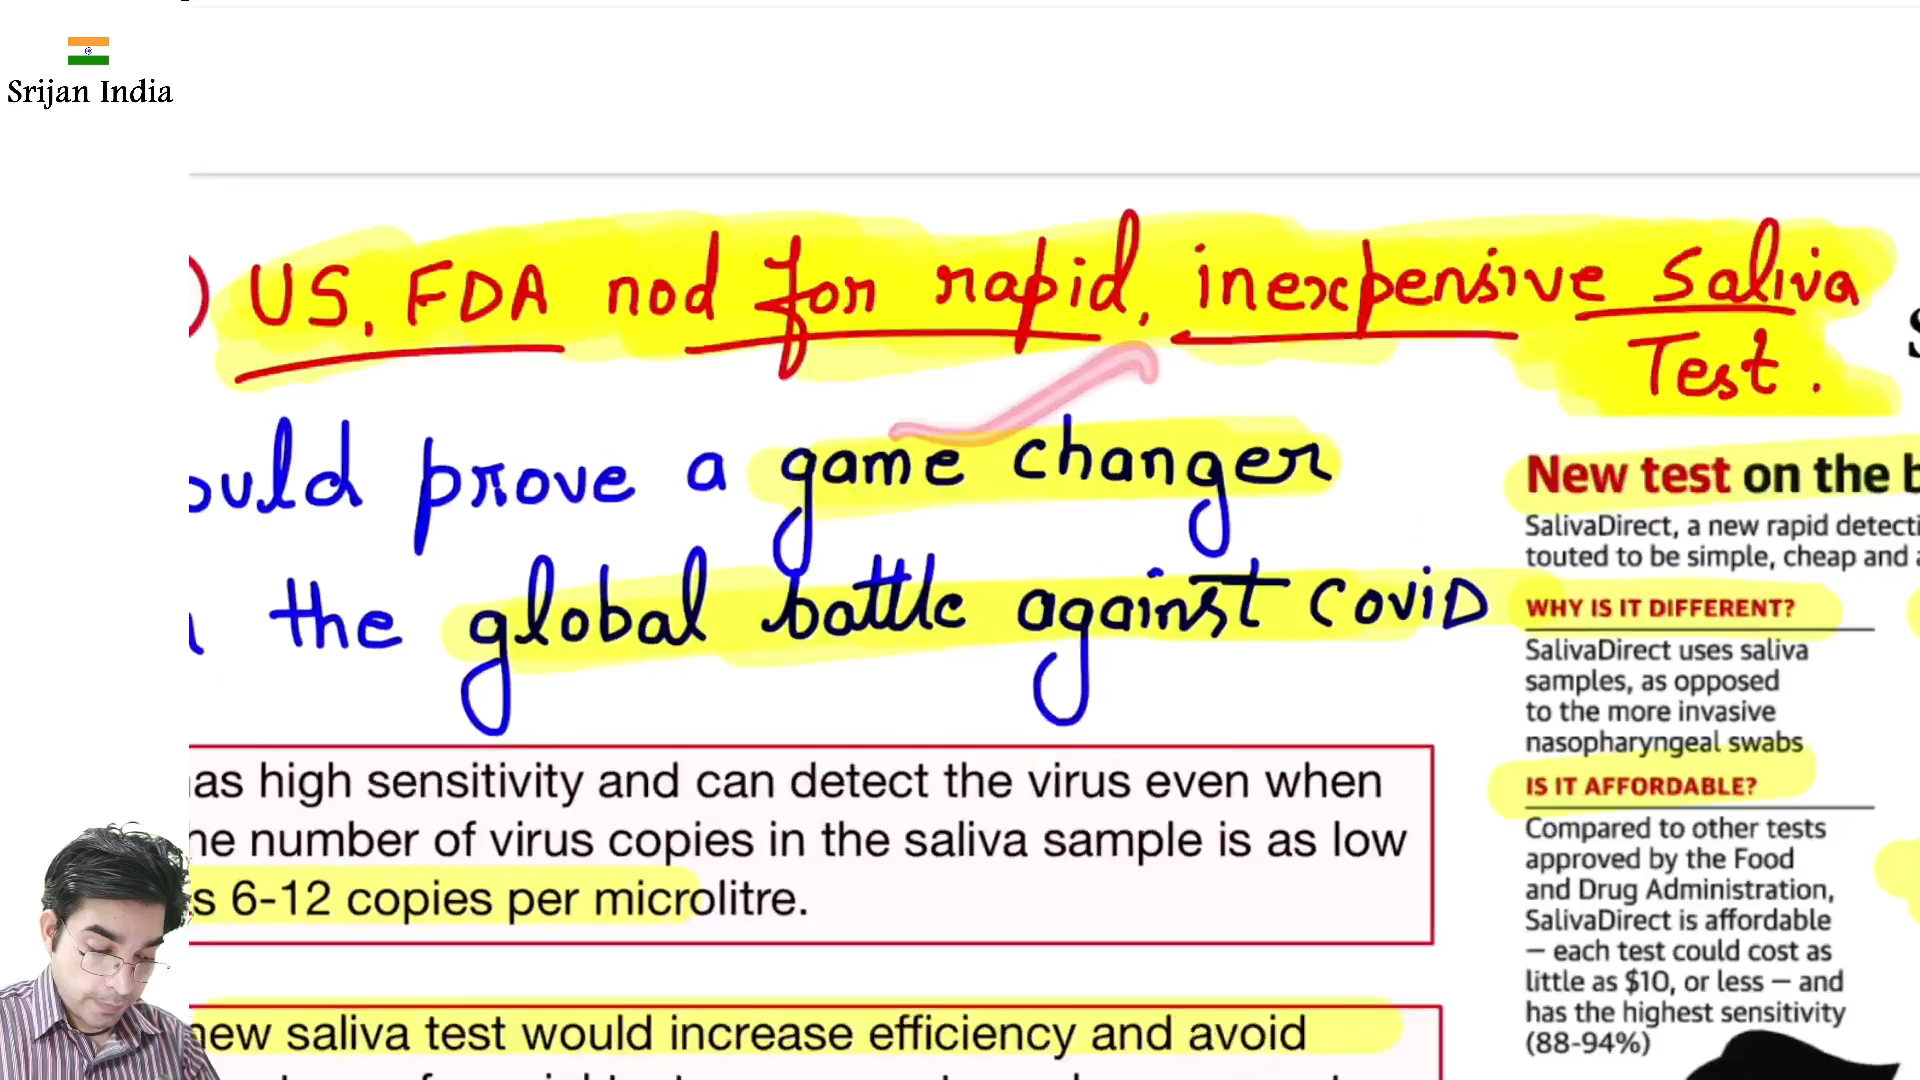 Srijan India
) US, FDA nod for rapid, inexpensive Saliva
Test.
ould prove a game changer
the global battle against COVID
as high sensitivity and can detect the virus even when
he number of virus copies in the saliva sample is as low
s 6-12 copies per microlitre.
new saliva test would increase efficiency and avoid
New test on the b
SalivaDirect, a new rapid detecti
touted to be simple, cheap and a
WHY IS IT DIFFERENT?
SalivaDirect uses saliva
samples, as opposed
to the more invasive
nasopharyngeal swabs
IS IT AFFORDABLE?
Compared to other tests
approved by the Food
and Drug Administration,
SalivaDirect is affordable
— each test could cost as
little as $10, or less — and
has the highest sensitivity
(88-94%)